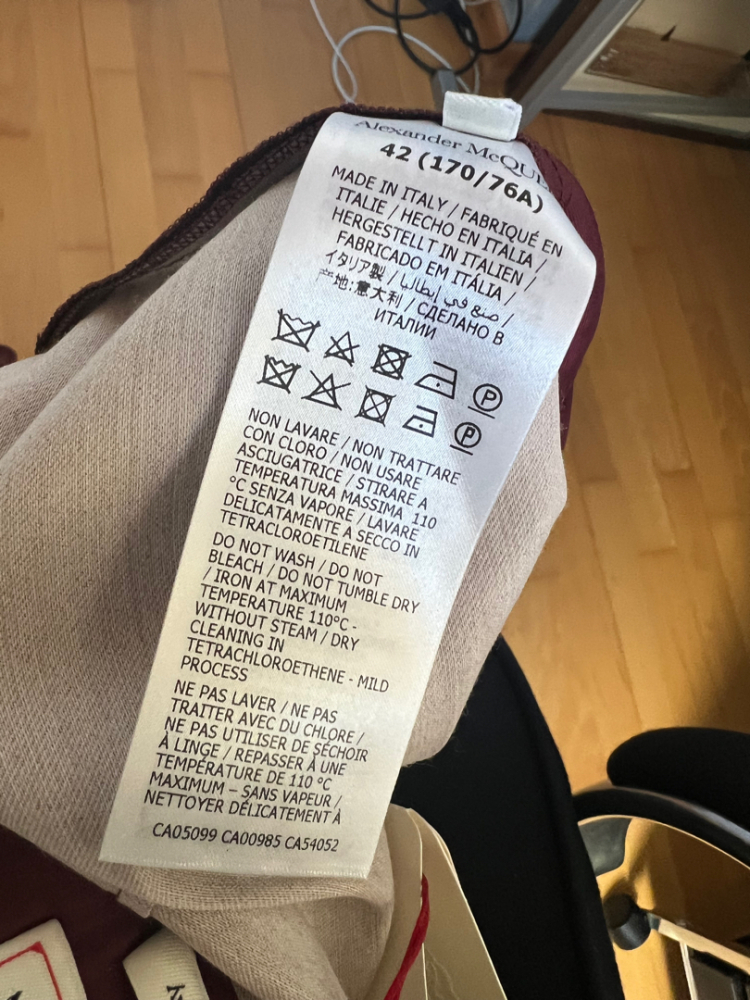 Alexander McQUE
42 (170/76A)
MADE IN ITALY / FABRIQUÉ EN
ITALIE / HECHO EN ITALIA /
HERGESTELLT IN ITALIEN /
FABRICADO EM ITÁLIA /
イタリア製 / صنع في إيطاليا /
产地:意大利 / СДЕЛАНО В
ИТАЛИИ
P
P
NON LAVARE / NON TRATTARE
CON CLORO / NON USARE
ASCIUGATRICE / STIRARE A
TEMPERATURA MASSIMA 110
°C SENZA VAPORE / LAVARE
DELICATAMENTE A SECCO IN
TETRACLOROETILENE
DO NOT WASH / DO NOT
BLEACH / DO NOT TUMBLE DRY
/ IRON AT MAXIMUM
TEMPERATURE 110°C -
WITHOUT STEAM / DRY
CLEANING IN
TETRACHLOROETHENE - MILD
PROCESS
NE PAS LAVER / NE PAS
TRAITER AVEC DU CHLORE /
NE PAS UTILISER DE SÉCHOIR
À LINGE / REPASSER À UNE
TEMPÉRATURE DE 110 °C
MAXIMUM – SANS VAPEUR /
NETTOYER DÉLICATEMENT À
CA05099 CA00985 CA54052